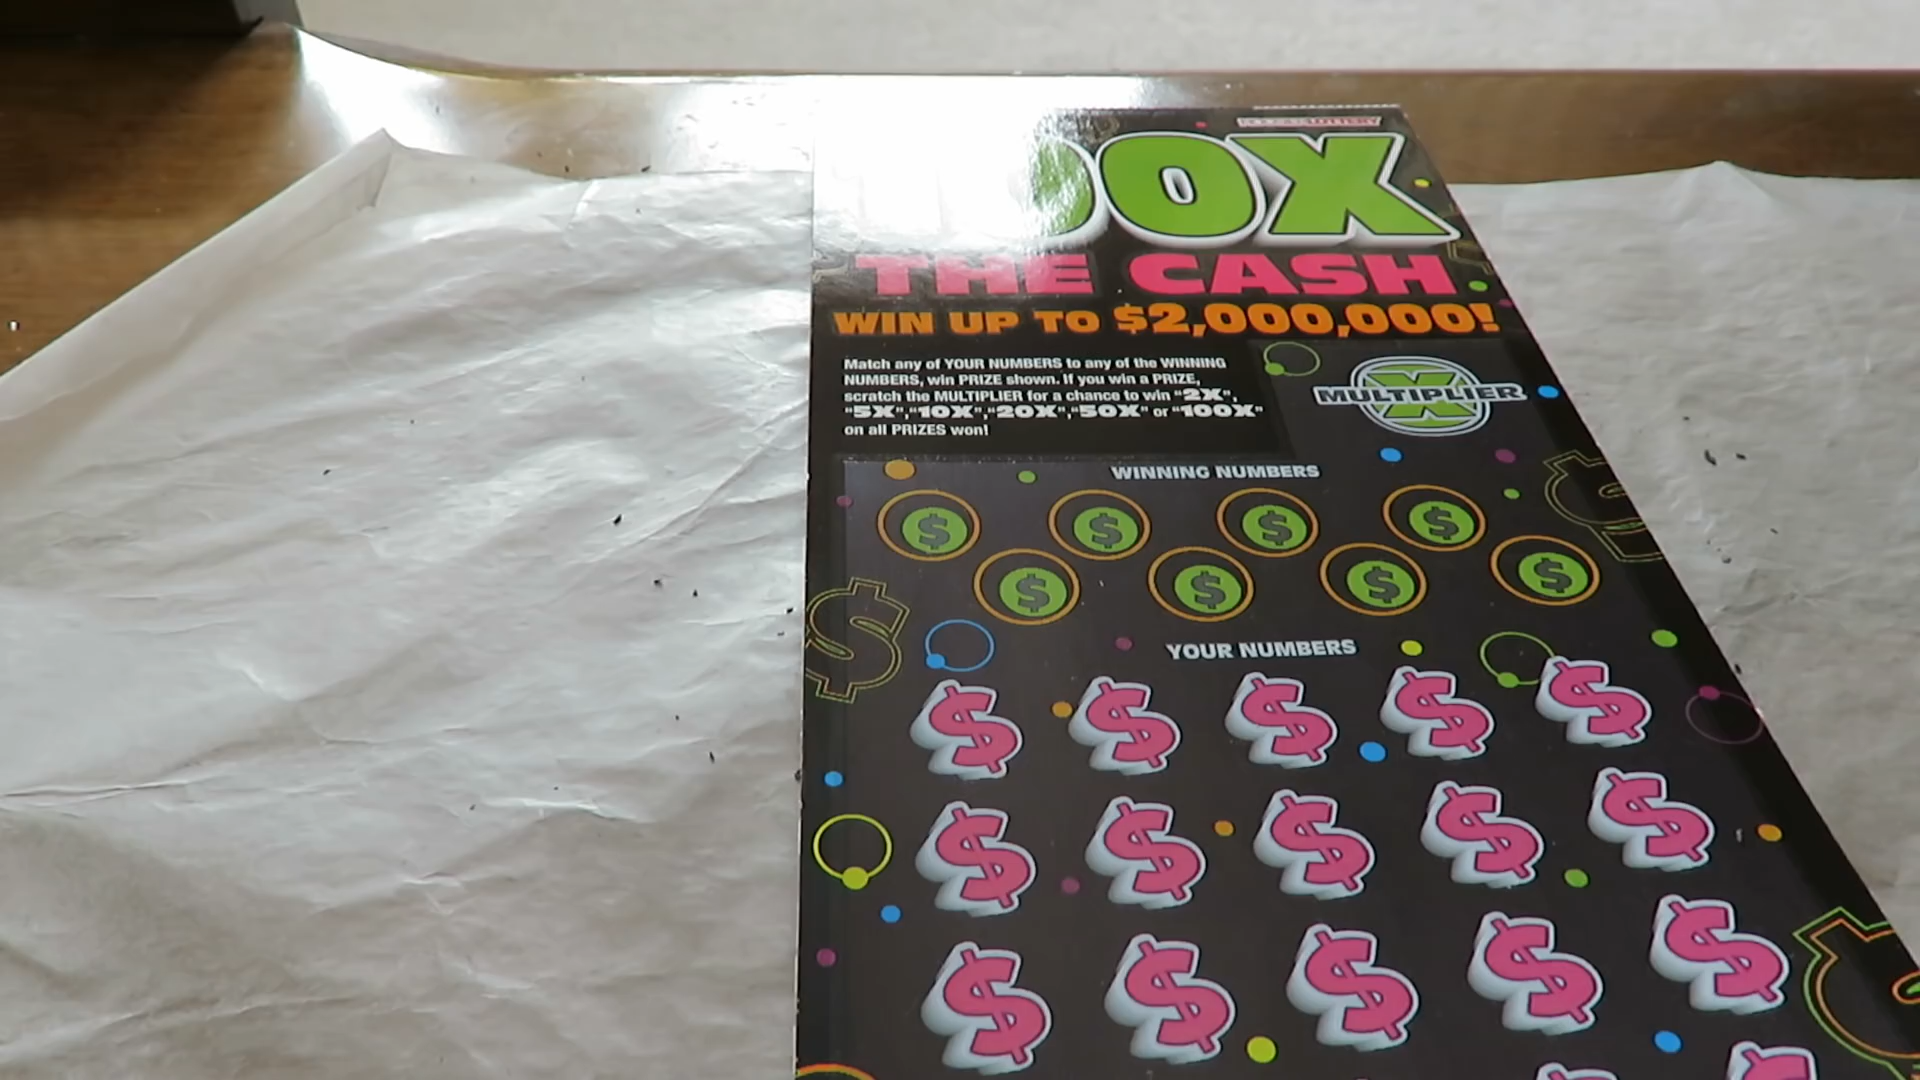 0X
THE CASH
WIN UP TO $2,000,000!
Match any of YOUR NUMBERS to any of the WINNING
NUMBERS, win PRIZE shown. If you win a PRIZE,
scratch the MULTIPLIER for a chance to win "2X",
"5X","10X","20X","50X" or "100X"
on all PRIZES won!
X
MULTIPLIER
WINNING NUMBERS
$ $ $ $
$ $ $ $
YOUR NUMBERS
$ $ $ $ $
$ $ $ $ $
$ $ $ $ $